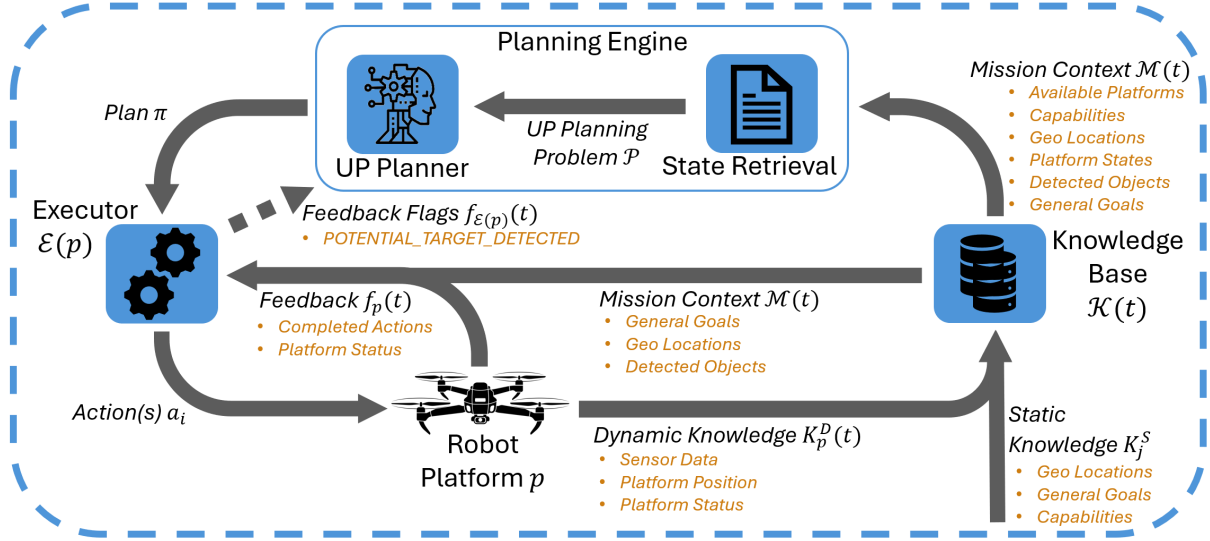 Planning Engine
UP Planner
UP Planning
Problem 𝒫
State Retrieval
Mission Context ℳ(t)
• Available Platforms
• Capabilities
• Geo Locations
• Platform States
• Detected Objects
• General Goals
Plan π
Executor
ℰ(p)
Feedback Flags f_ℰ(p)(t)
• POTENTIAL_TARGET_DETECTED
Knowledge
Base
𝒦(t)
Feedback f_p(t)
• Completed Actions
• Platform Status
Mission Context ℳ(t)
• General Goals
• Geo Locations
• Detected Objects
Action(s) a_i
Robot
Platform p
Dynamic Knowledge K_p^D(t)
• Sensor Data
• Platform Position
• Platform Status
Static
Knowledge K_j^S
• Geo Locations
• General Goals
• Capabilities